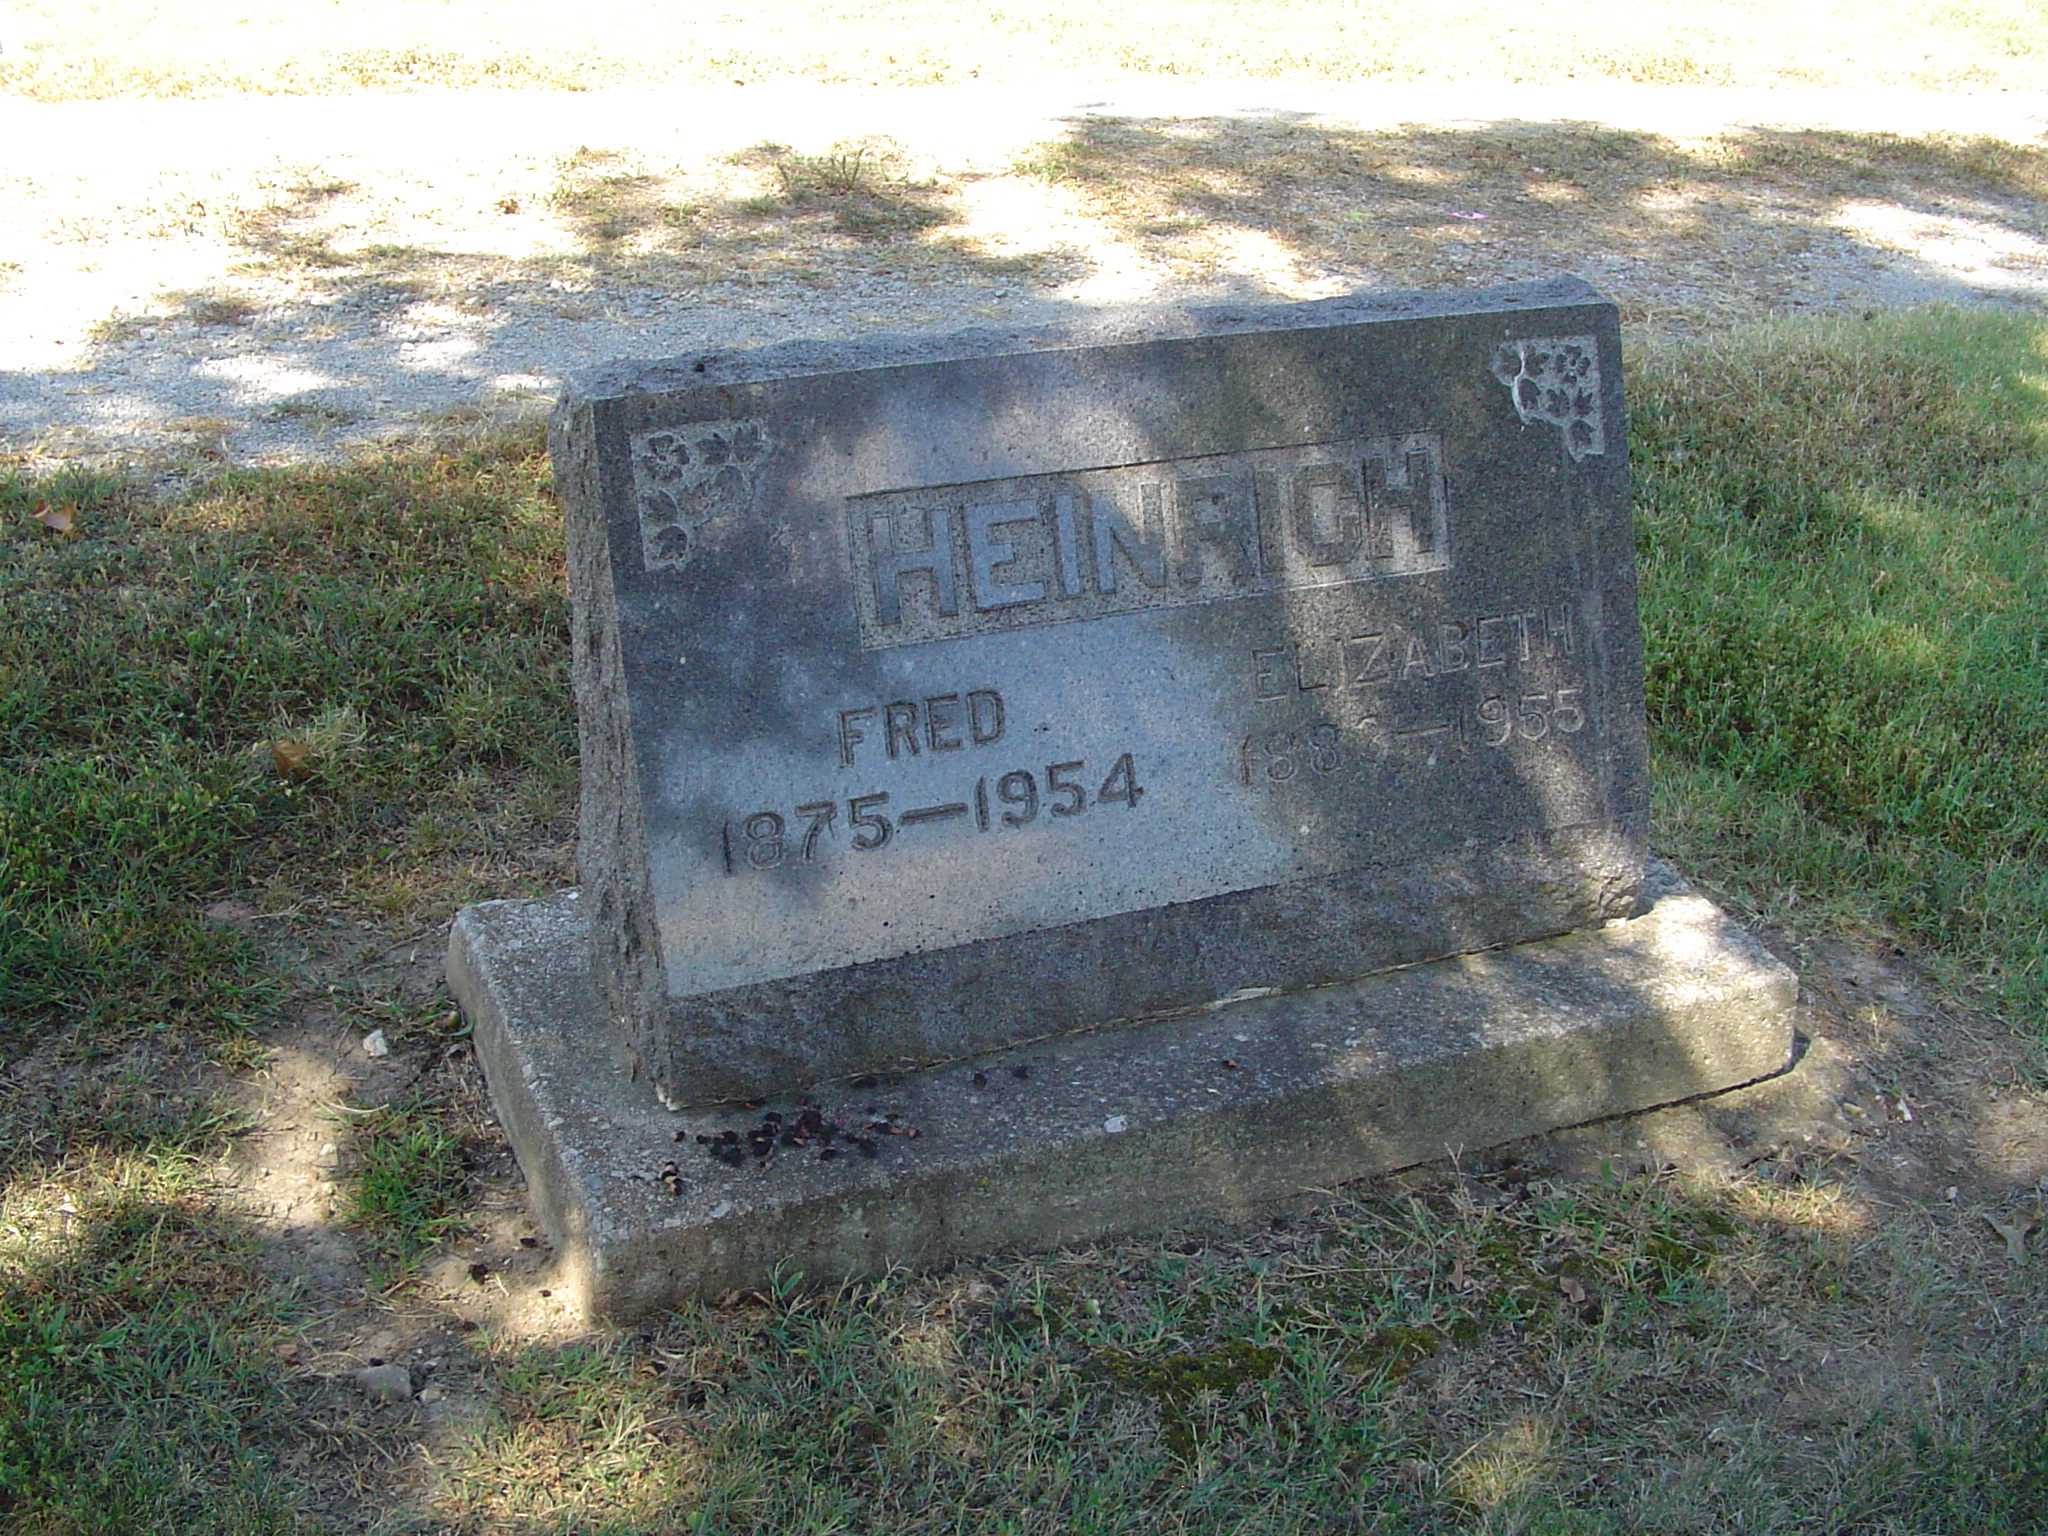 HEINRICH
FRED
1875—1954
ELIZABETH
—1955